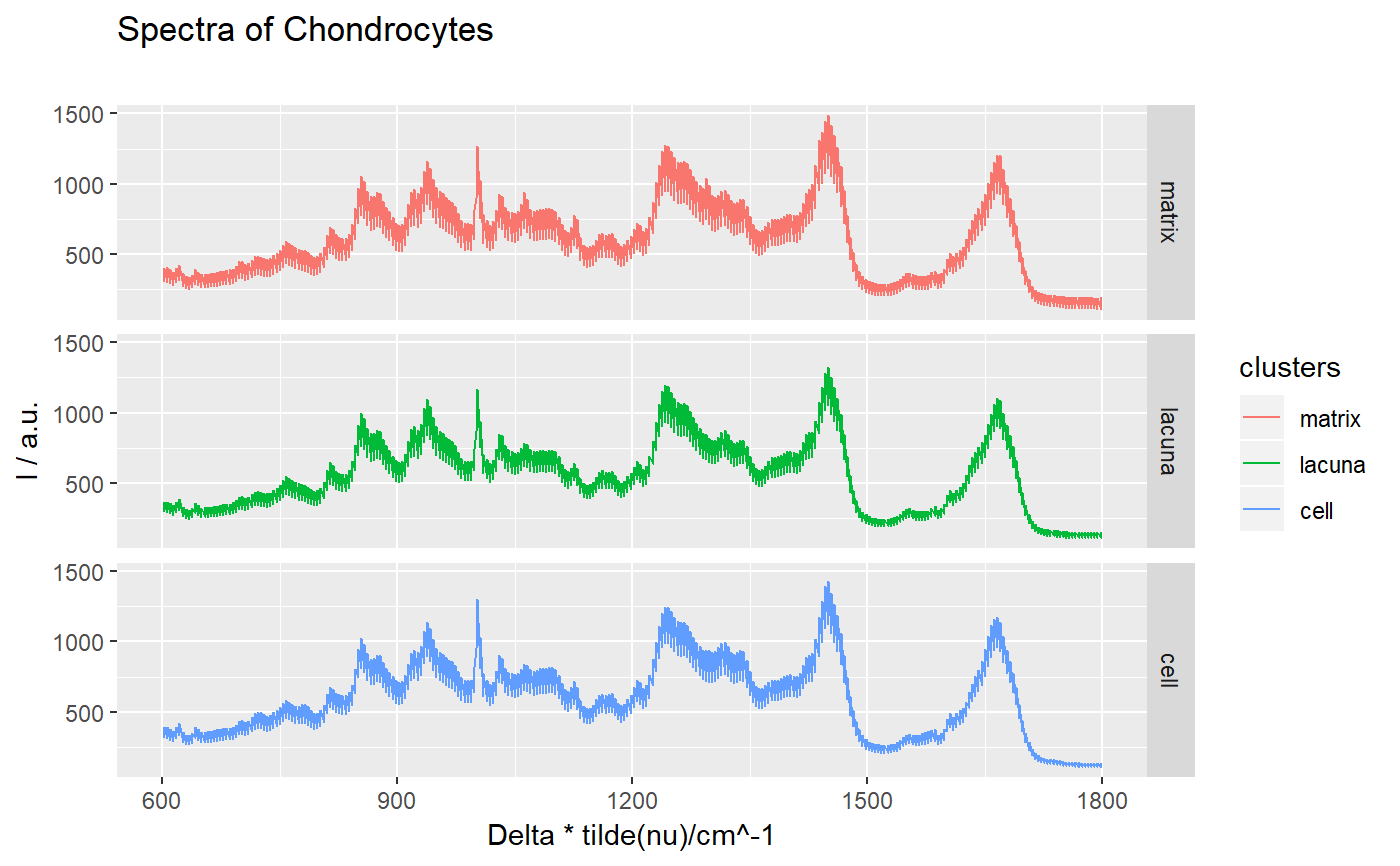 Spectra of Chondrocytes
1500
1000
500
matrix
1500
1000
500
lacuna
1500
1000
500
cell
I / a.u.
600 900 1200 1500 1800
Delta * tilde(nu)/cm^-1
clusters
matrix
lacuna
cell